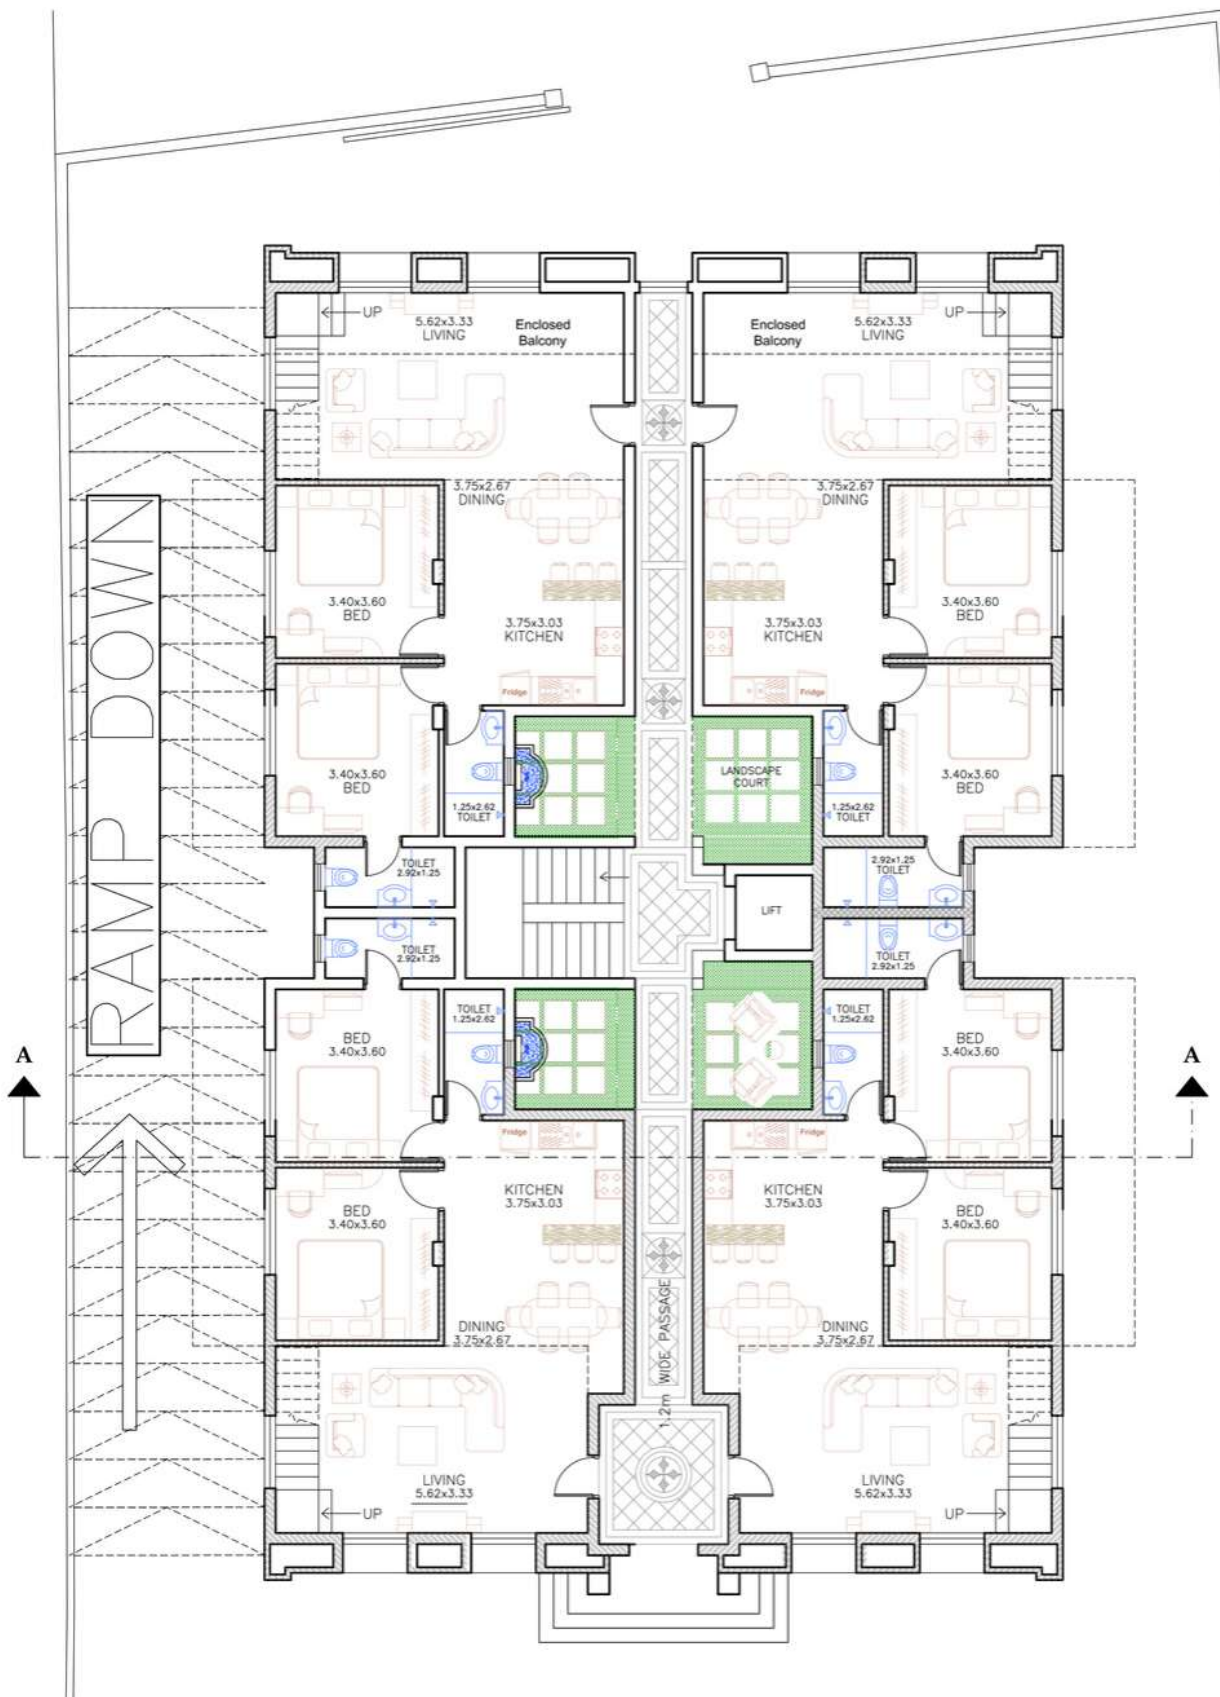 UP
5.62x3.33
LIVING
Enclosed
Balcony
Enclosed
Balcony
5.62x3.33
LIVING
UP
3.75x2.67
DINING
3.75x2.67
DINING
3.40x3.60
BED
3.75x3.03
KITCHEN
3.75x3.03
KITCHEN
3.40x3.60
BED
Fridge
Fridge
3.40x3.60
BED
1.25x2.62
TOILET
LANDSCAPE
COURT
1.25x2.62
TOILET
3.40x3.60
BED
TOILET
2.92x1.25
2.92x1.25
TOILET
LIFT
TOILET
2.92x1.25
TOILET
2.92x1.25
RAMP DOWN
BED
3.40x3.60
TOILET
1.25x2.62
TOILET
1.25x2.62
BED
3.40x3.60
A
A
Fridge
Fridge
BED
3.40x3.60
KITCHEN
3.75x3.03
KITCHEN
3.75x3.03
BED
3.40x3.60
1.2m WIDE PASSAGE
DINING
3.75x2.67
DINING
3.75x2.67
LIVING
5.62x3.33
LIVING
5.62x3.33
UP
UP